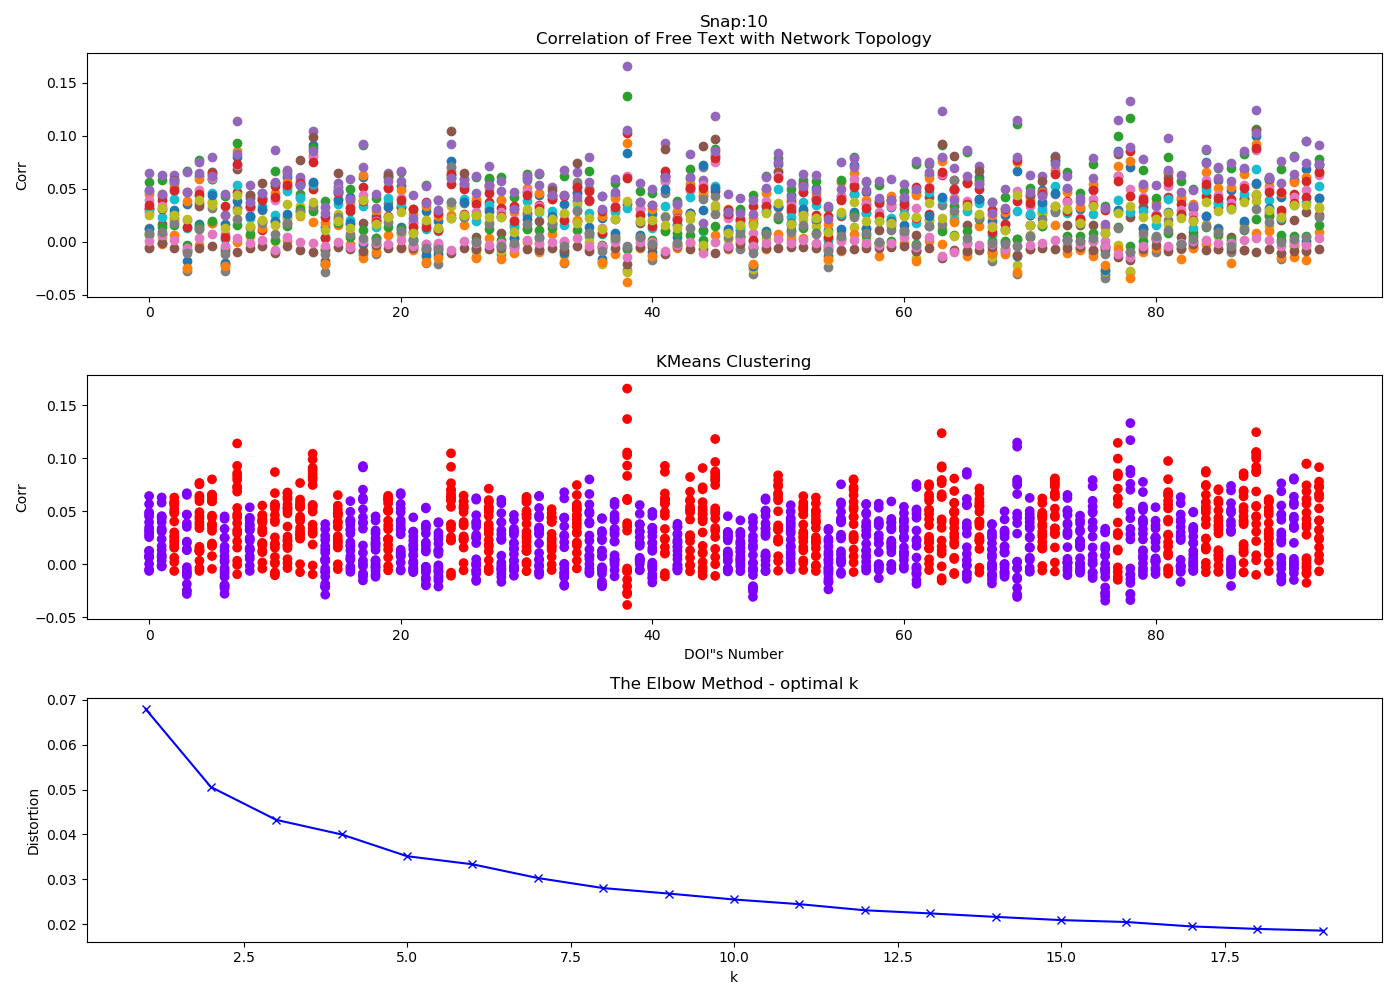 Snap:10
Correlation of Free Text with Network Topology
Corr
0.15
0.10
0.05
0.00
−0.05
0 20 40 60 80
KMeans Clustering
Corr
0.15
0.10
0.05
0.00
−0.05
0 20 40 60 80
DOI"s Number
The Elbow Method - optimal k
Distortion
0.07
0.06
0.05
0.04
0.03
0.02
2.5 5.0 7.5 10.0 12.5 15.0 17.5
k